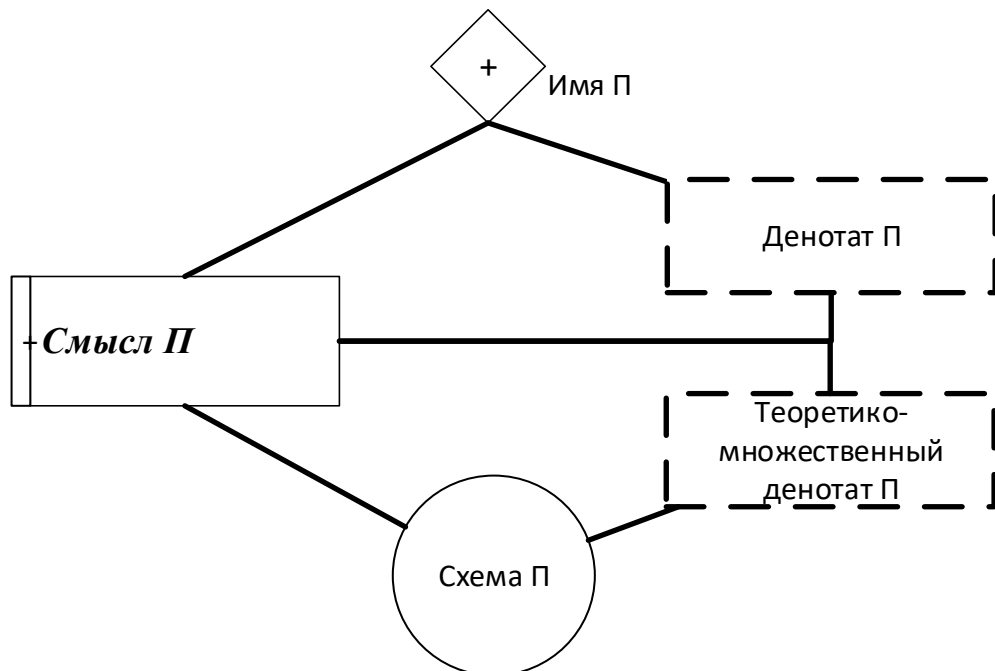 +
Имя П
Денотат П
+ Смысл П
Теоретико-
множественный
денотат П
Схема П